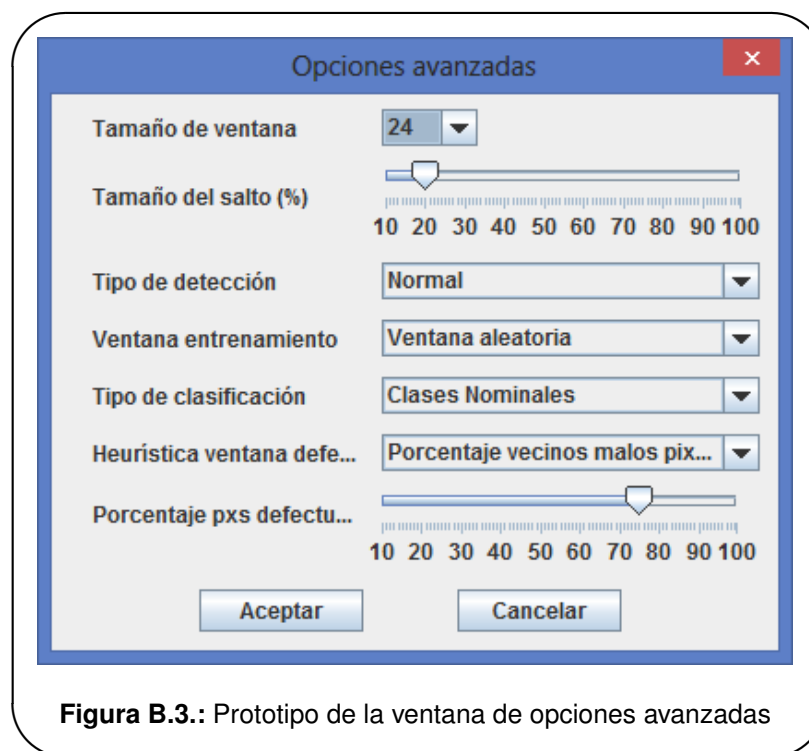 Opciones avanzadas
Tamaño de ventana 24
Tamaño del salto (%)
10 20 30 40 50 60 70 80 90 100
Tipo de detección Normal
Ventana entrenamiento Ventana aleatoria
Tipo de clasificación Clases Nominales
Heurística ventana defe... Porcentaje vecinos malos pix...
Porcentaje pxs defectu...
10 20 30 40 50 60 70 80 90 100
Aceptar Cancelar
Figura B.3.: Prototipo de la ventana de opciones avanzadas